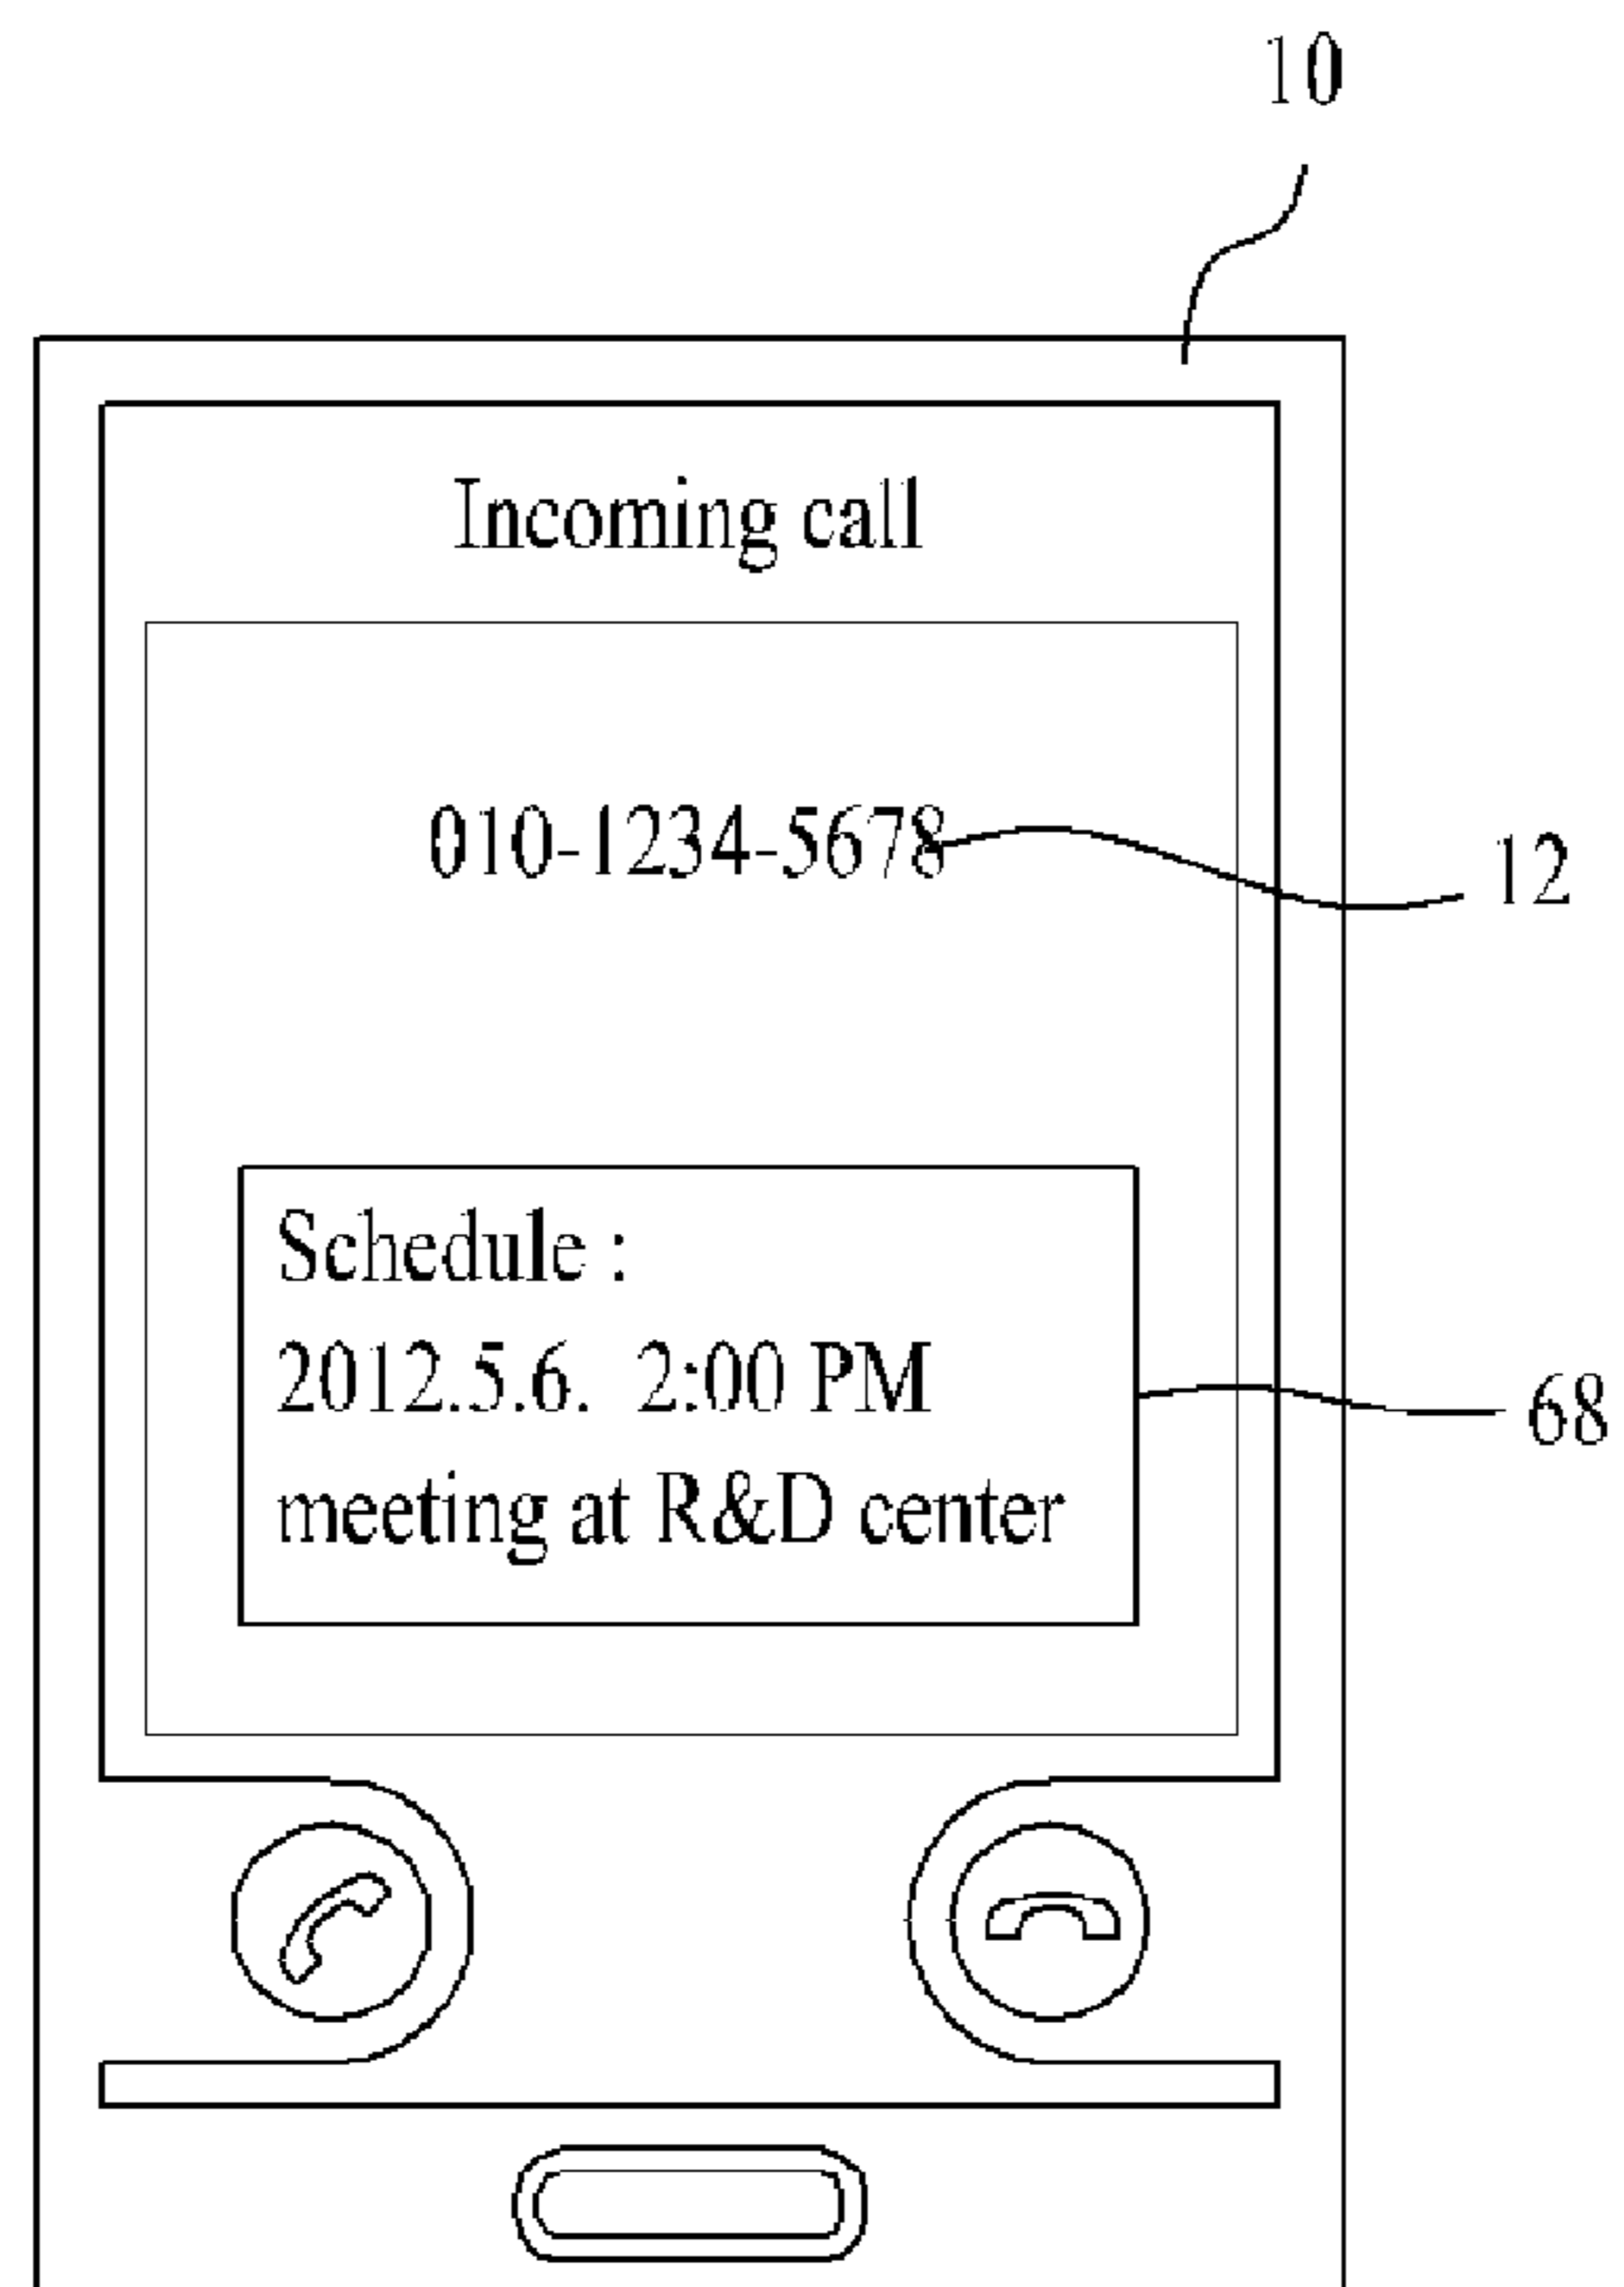 10
Incoming call
010-1234-5678
12
Schedule :
2012.5.6.  2:00 PM
68
meeting at R&D center